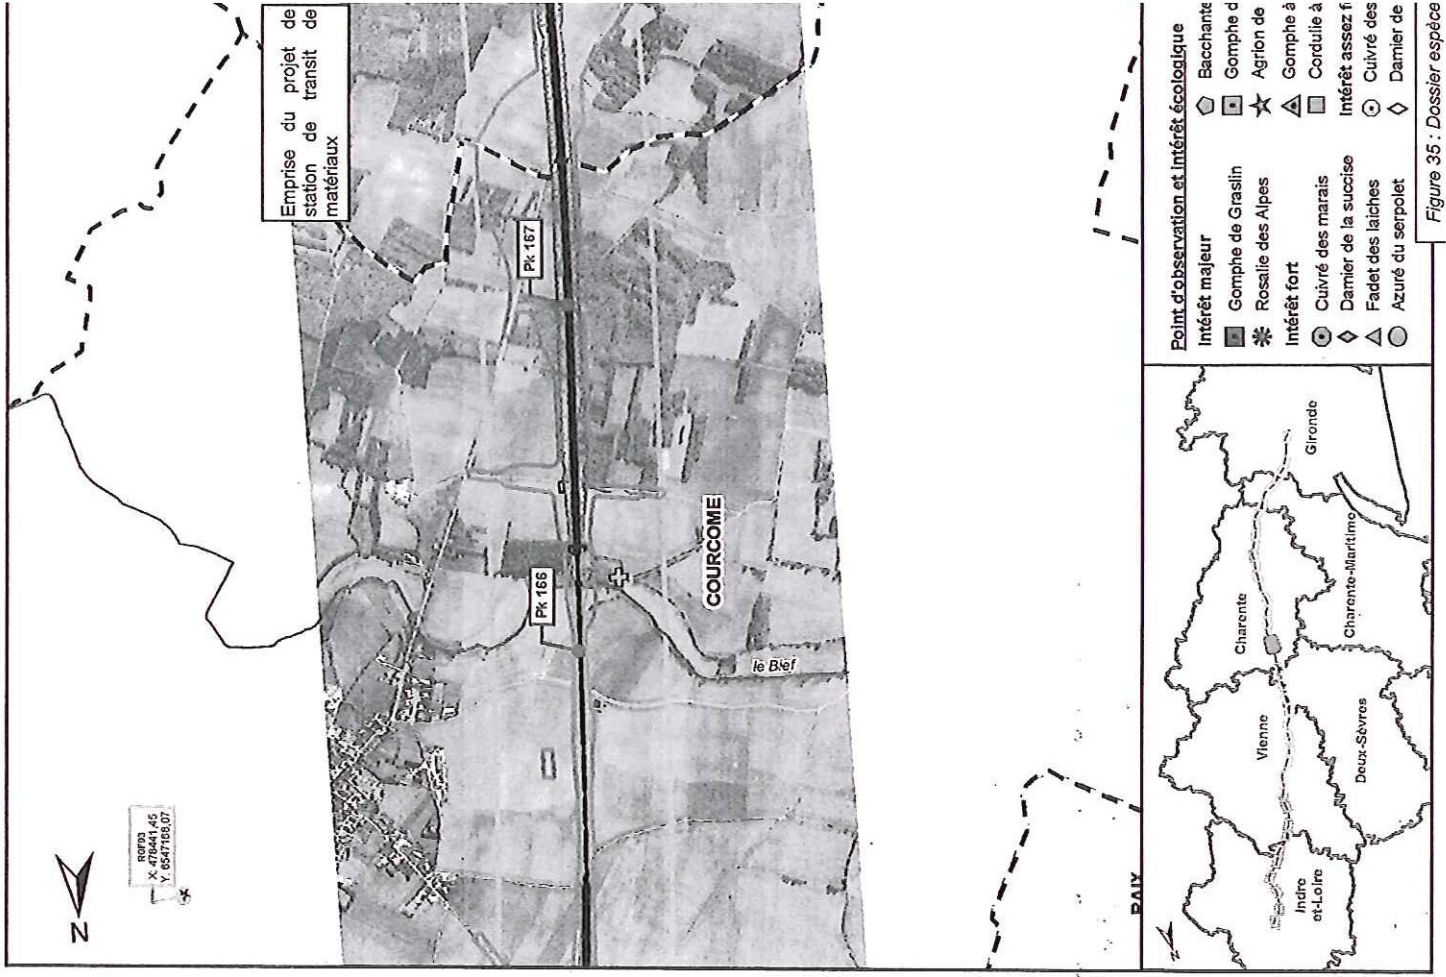 Emprise du projet de
station de transit de
matériaux
N
RGF93
X: 478441,45
Y: 6547168,07
Pk 167
Pk 166
COURCOME
le Bief
PAIX
N
Indre
et-Loire
Vienne
Deux-Sèvres
Charente
Charente-Maritime
Gironde
Point d'observation et intérêt écologique
Intérêt majeur
Gomphe de Graslin
Rosalie des Alpes
Intérêt fort
Cuivré des marais
Damier de la succise
Fadet des laiches
Azuré du serpolet
Bacchante
Gomphe d
Agrion de
Gomphe à
Cordulie à
Intérêt assez f
Cuivré des
Damier de
Figure 35 : Dossier espèce